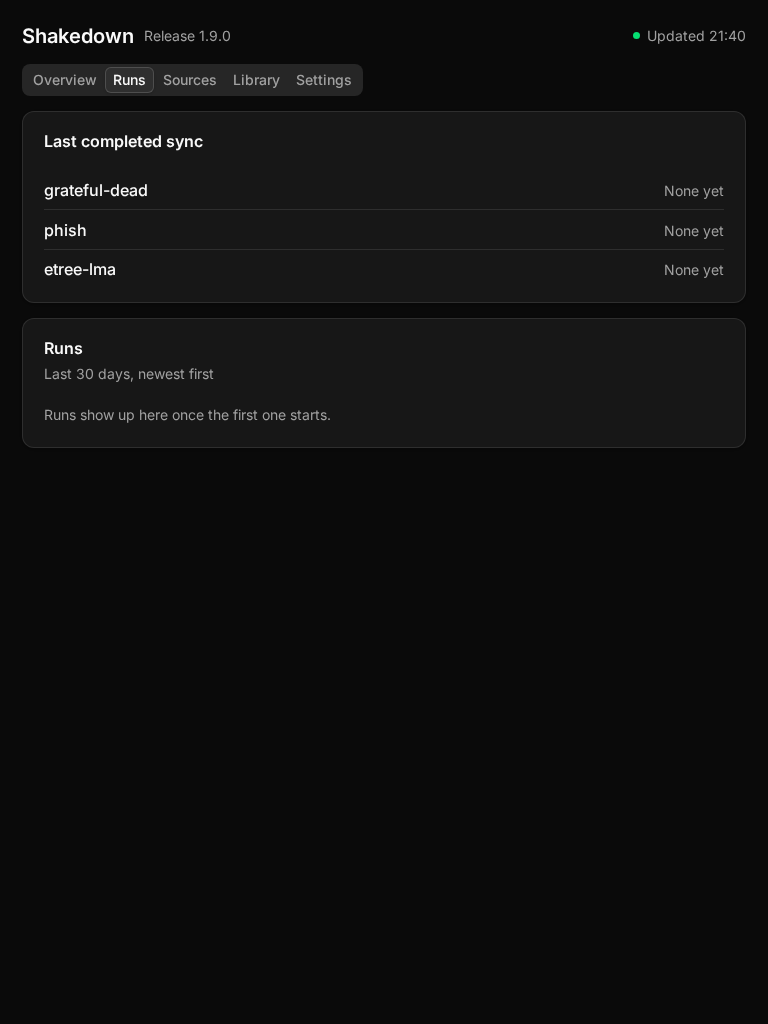 Shakedown Release 1.9.0 Updated 21:40
Overview Runs Sources Library Settings
Last completed sync
grateful-dead None yet
phish None yet
etree-lma None yet
Runs
Last 30 days, newest first
Runs show up here once the first one starts.